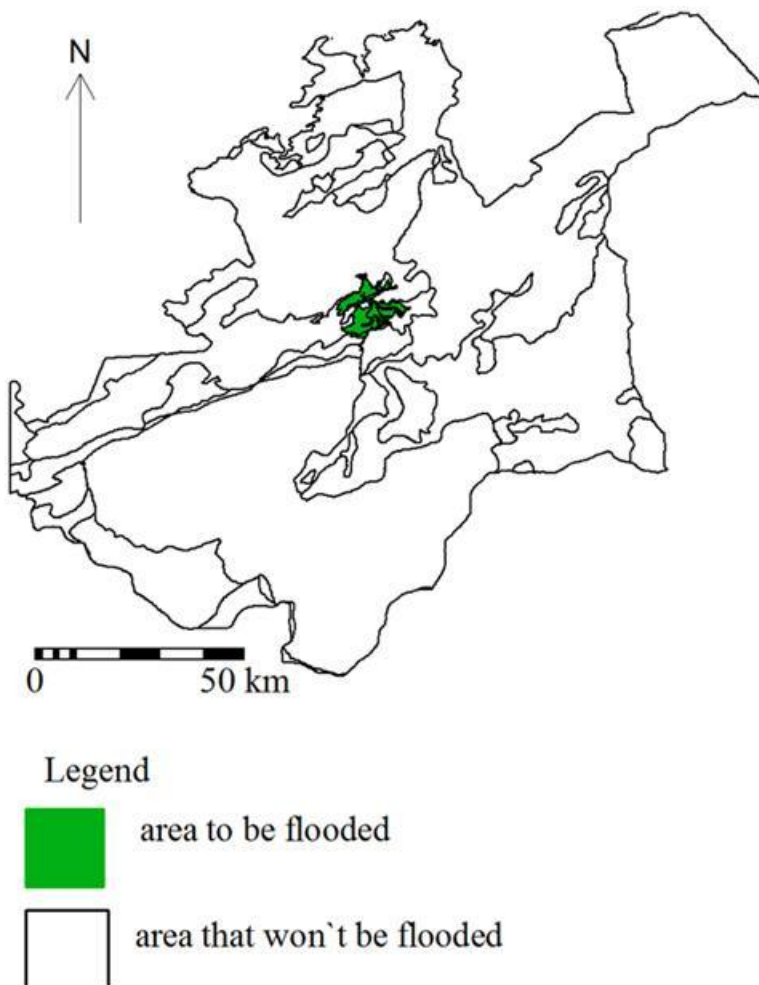 N
0 50 km
Legend
area to be flooded
area that won`t be flooded